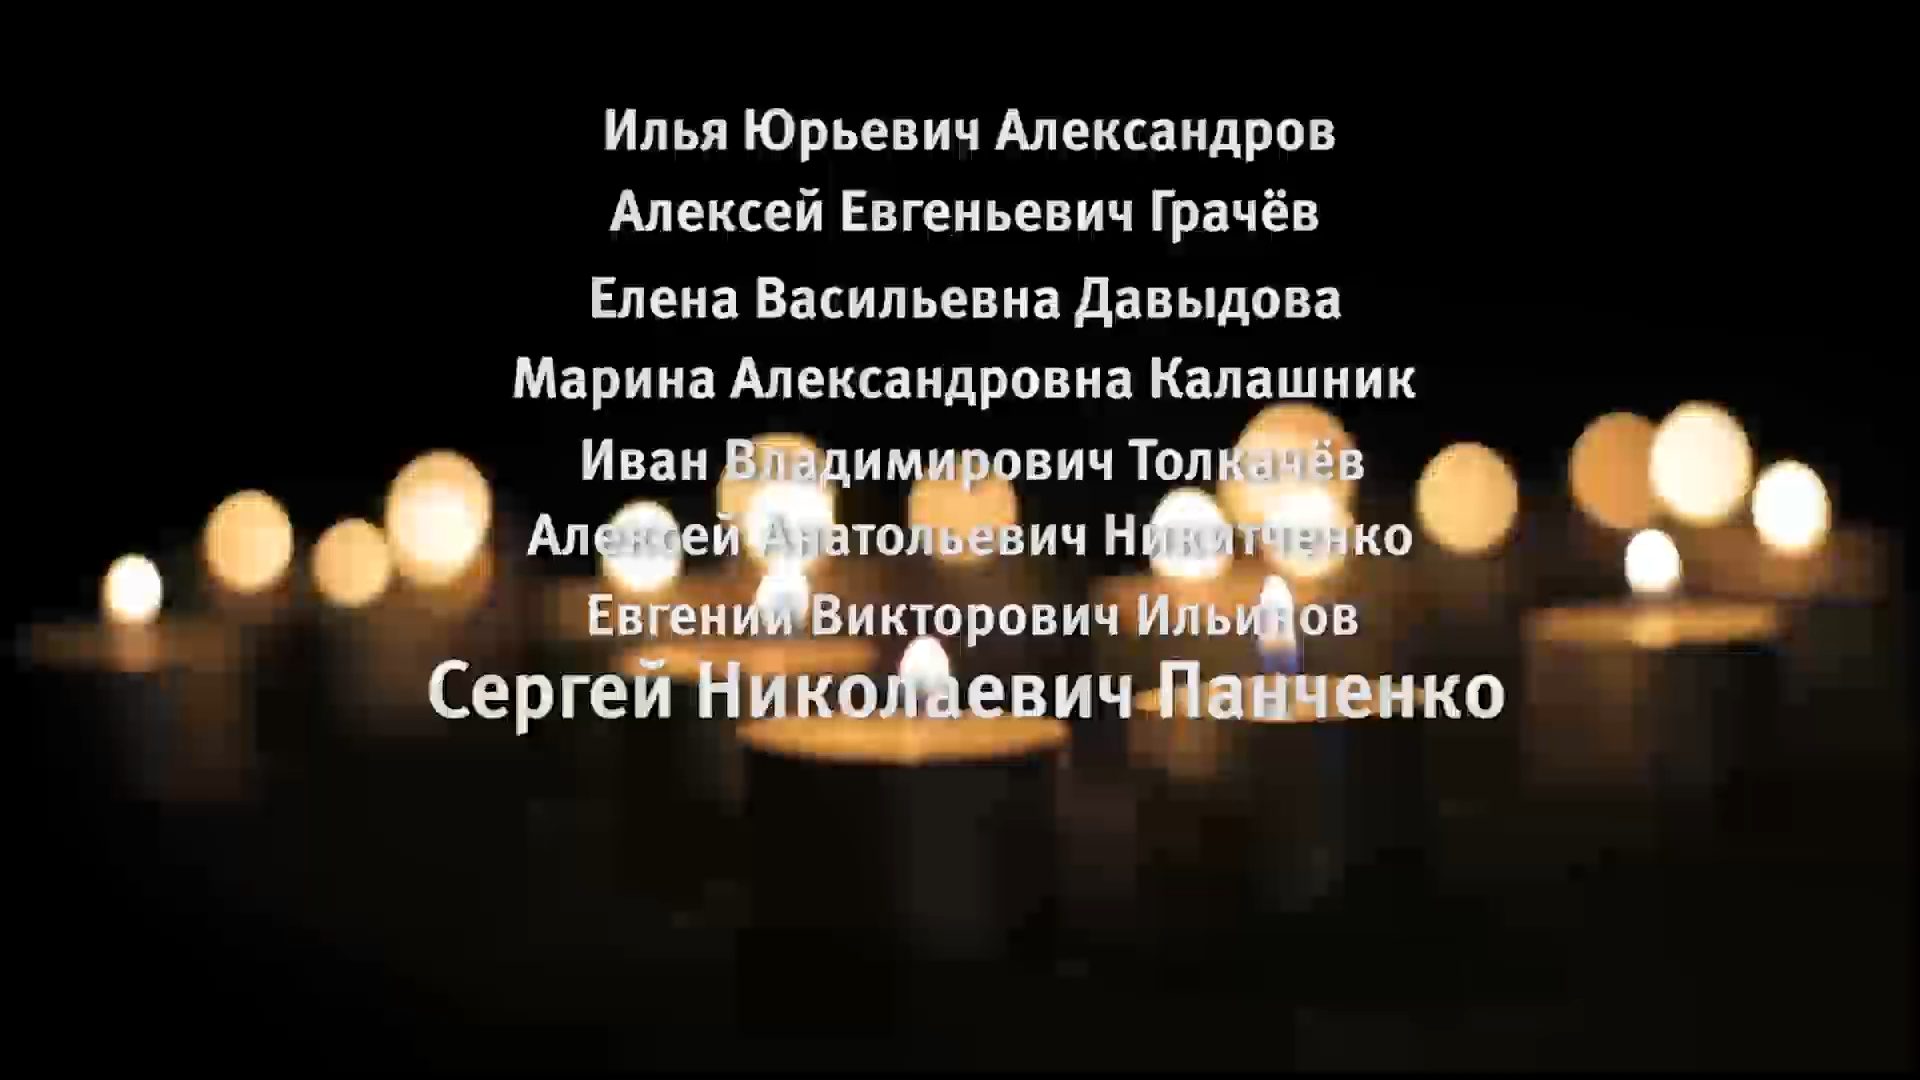 Илья Юрьевич Александров
Алексей Евгеньевич Грачёв
Елена Васильевна Давыдова
Марина Александровна Калашник
Иван Владимирович Толкачёв
Алексей Анатольевич Никитченко
Евгений Викторович Ильинов
Сергей Николаевич Панченко